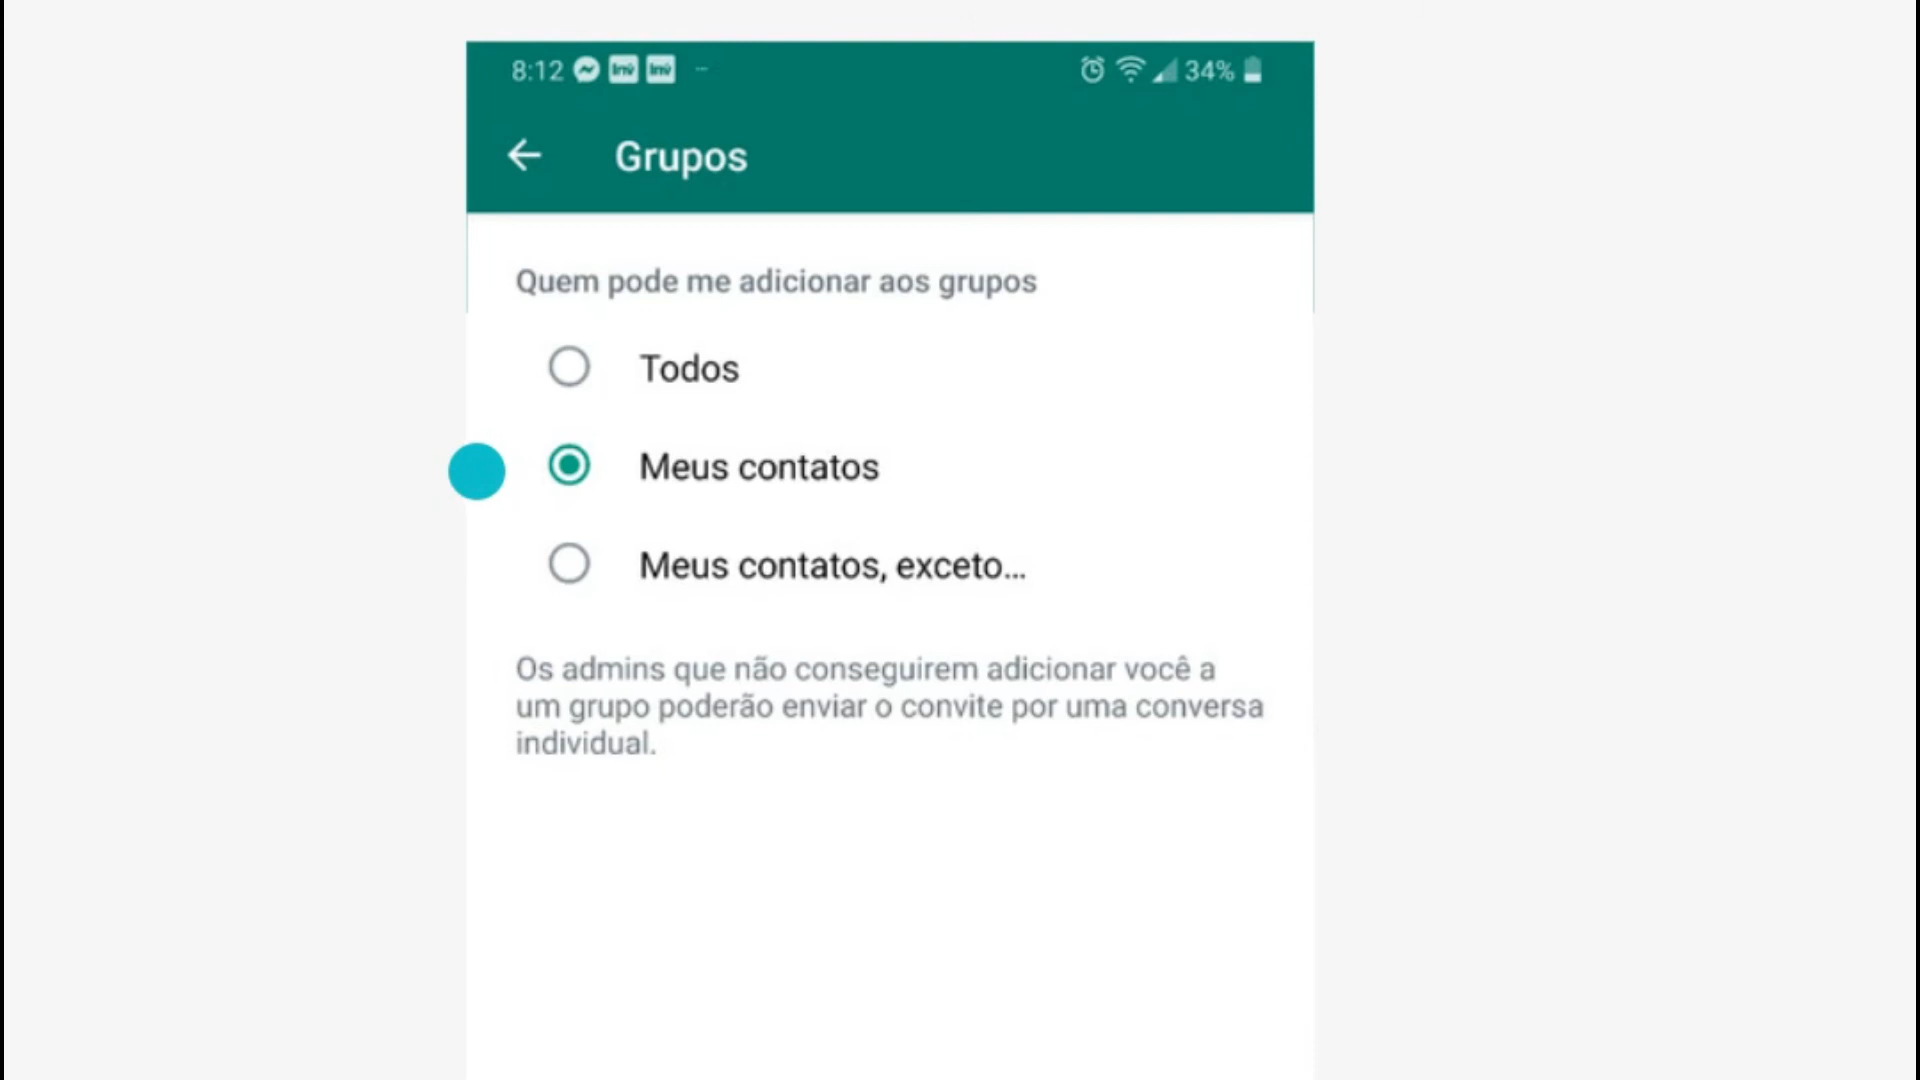 8:12 34%
Grupos
Quem pode me adicionar aos grupos
Todos
Meus contatos
Meus contatos, exceto...
Os admins que não conseguirem adicionar você a
um grupo poderão enviar o convite por uma conversa
individual.